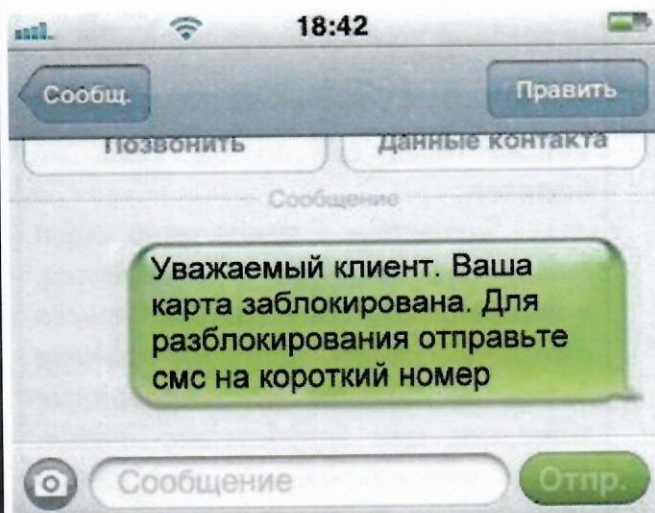 18:42
Сообщ.
Править
Позвонить
Данные контакта
Сообщение
Уважаемый клиент. Ваша
карта заблокирована. Для
разблокирования отправьте
смс на короткий номер
Сообщение
Отпр.